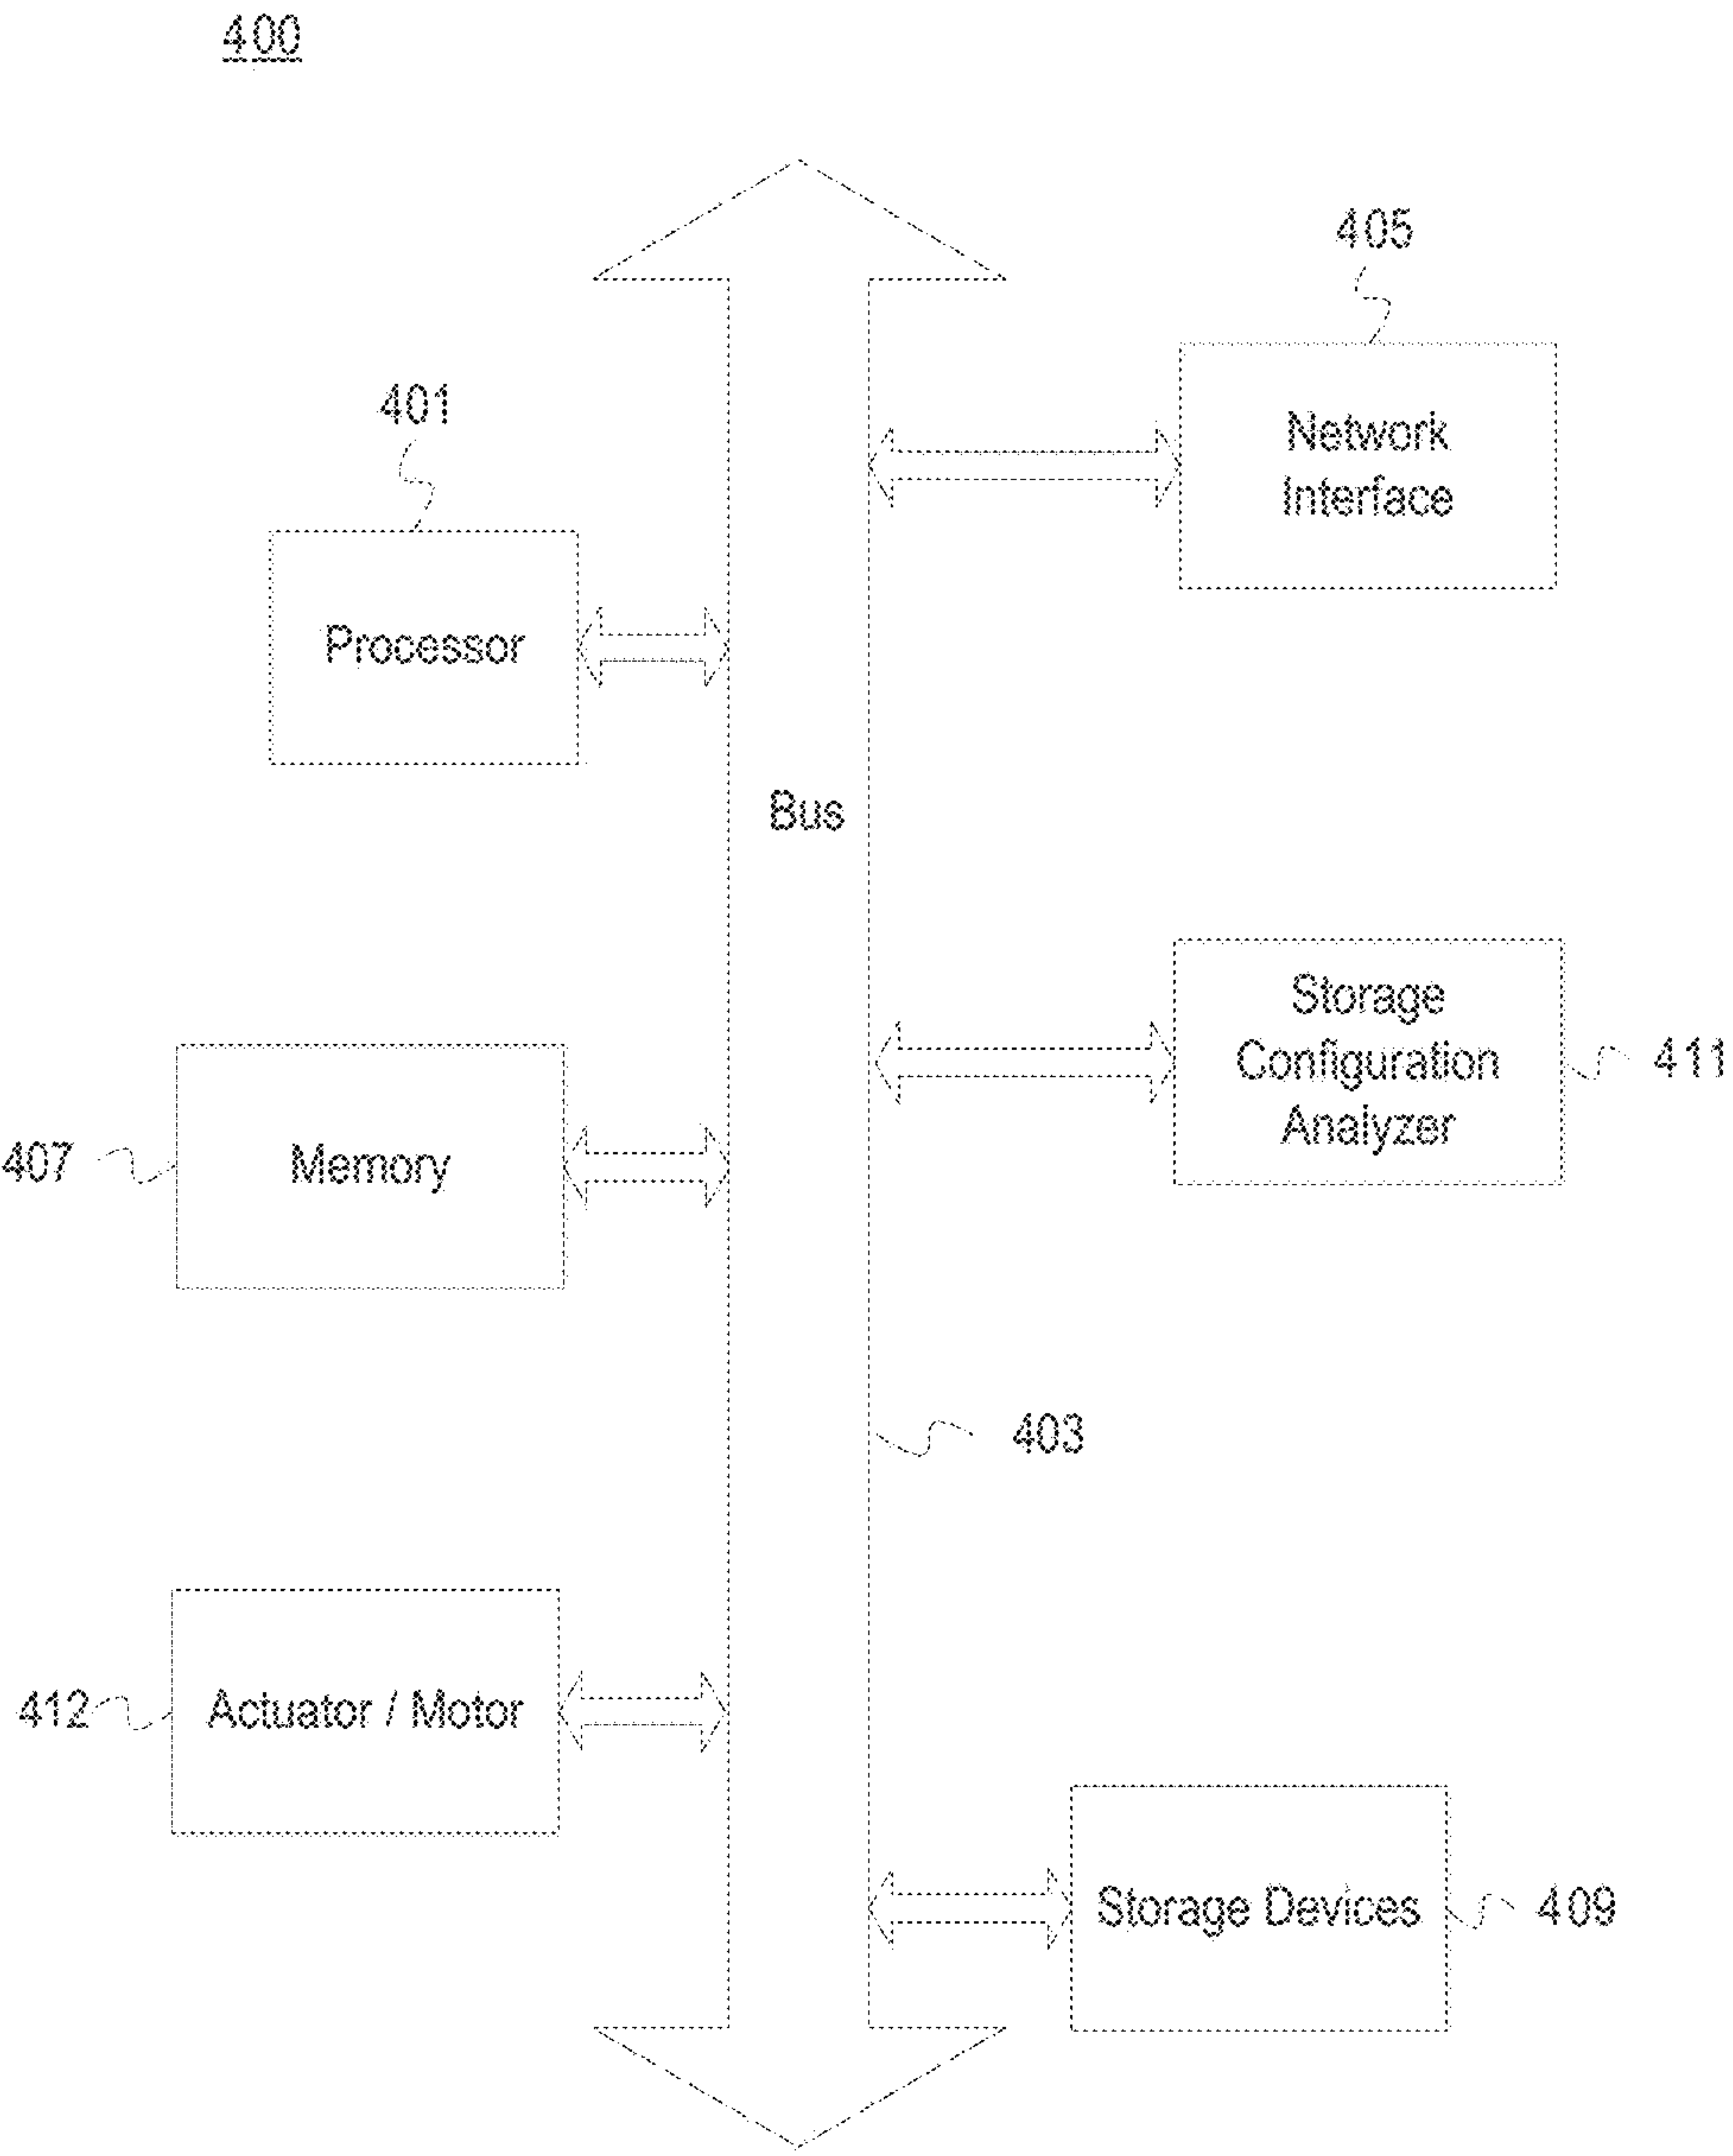 400
405
Network
Interface
401
Processor
Bus
Storage
Configuration
Analyzer
411
407
Memory
403
412
Actuator / Motor
Storage Devices
409